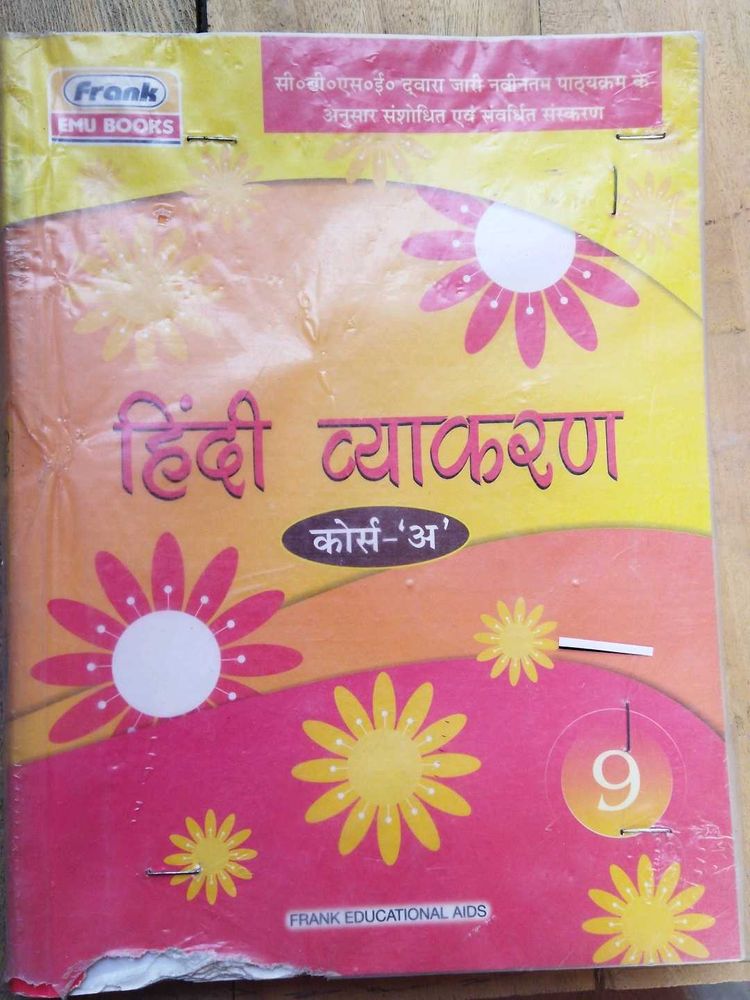 Frank
EMU BOOKS
सी०बी०एस०ई० द्वारा जारी नवीनतम पाठ्यक्रम के
अनुसार संशोधित एवं संवर्धित संस्करण
हिंदी व्याकरण
कोर्स-'अ'
9
FRANK EDUCATIONAL AIDS